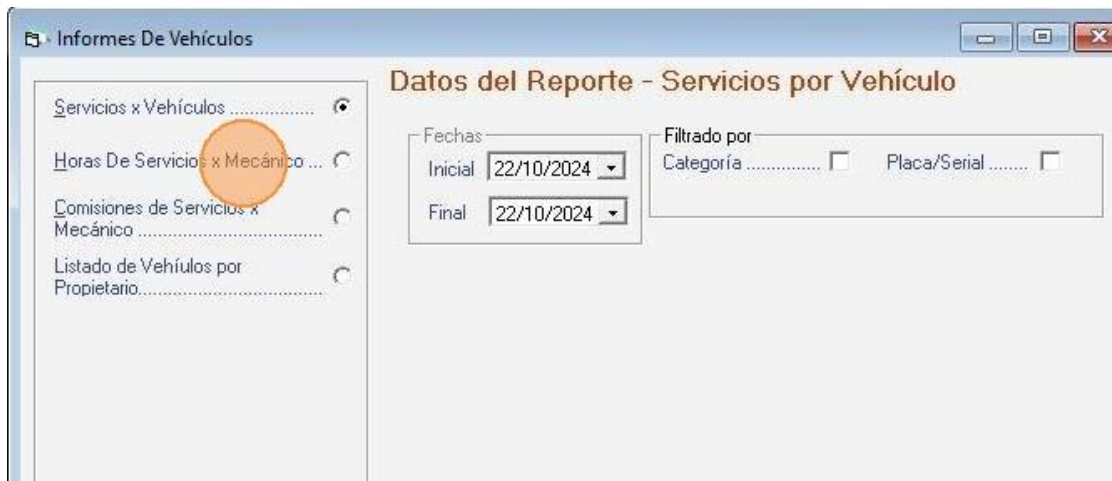 Informes De Vehículos
Datos del Reporte - Servicios por Vehículo
Servicios x Vehículos ................
Horas De Servicios x Mecánico ...
Comisiones de Servicios x
Mecánico ...................................
Listado de Vehíulos por
Propietario...................................
Fechas
Inicial 22/10/2024
Final 22/10/2024
Filtrado por
Categoría .............. Placa/Serial ........